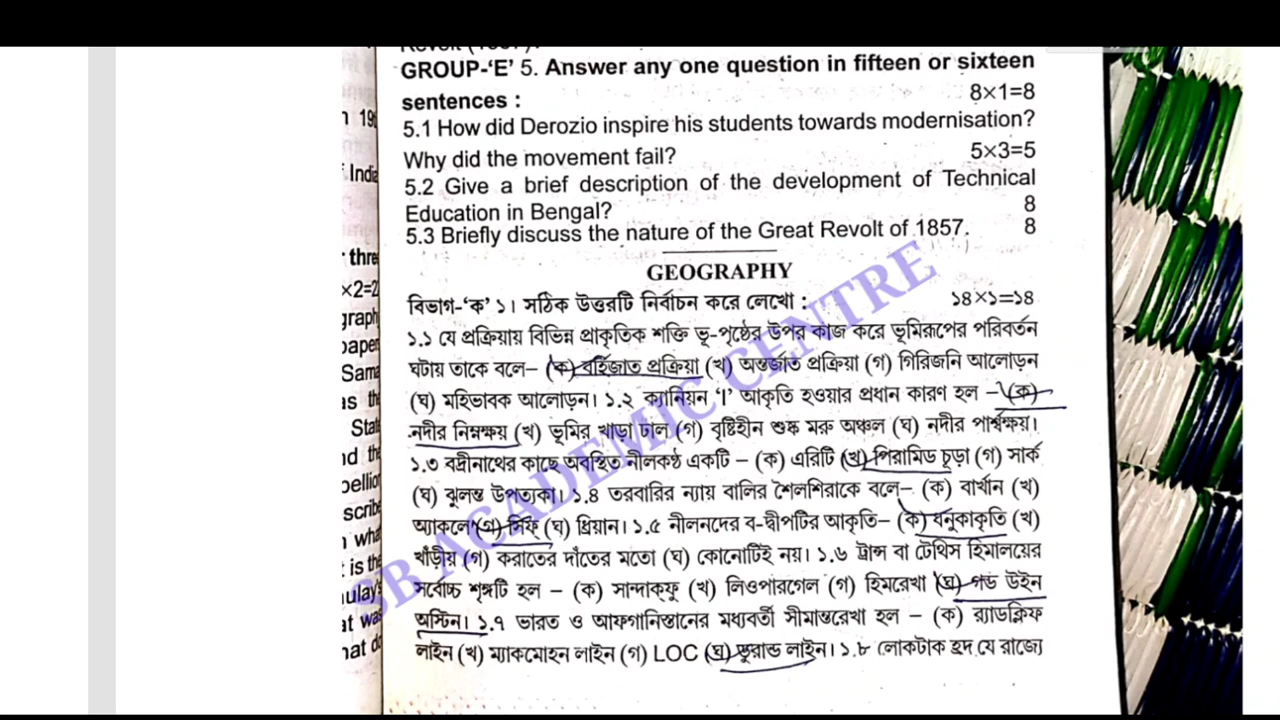 GROUP-'E' 5. Answer any one question in fifteen or sixteen
sentences : 8×1=8
5.1 How did Derozio inspire his students towards modernisation?
Why did the movement fail? 5×3=5
5.2 Give a brief description of the development of Technical
Education in Bengal? 8
5.3 Briefly discuss the nature of the Great Revolt of 1857. 8
GEOGRAPHY
বিভাগ-'ক' ১। সঠিক উত্তরটি নির্বাচন করে লেখো : ১৪×১=১৪
১.১ যে প্রক্রিয়ায় বিভিন্ন প্রাকৃতিক শক্তি ভূ-পৃষ্ঠের উপর কাজ করে ভূমিরূপের পরিবর্তন
ঘটায় তাকে বলে– (ক) বর্হিজাত প্রক্রিয়া (খ) অন্তর্জাত প্রক্রিয়া (গ) গিরিজনি আলোড়ন
(ঘ) মহিভাবক আলোড়ন। ১.২ ক্যানিয়ন 'I' আকৃতি হওয়ার প্রধান কারণ হল – (ক)
নদীর নিম্নক্ষয় (খ) ভূমির খাড়া ঢাল (গ) বৃষ্টিহীন শুষ্ক মরু অঞ্চল (ঘ) নদীর পার্শ্বক্ষয়।
১.৩ বদ্রীনাথের কাছে অবস্থিত নীলকণ্ঠ একটি – (ক) এরিটি (খ) পিরামিড চূড়া (গ) সার্ক
(ঘ) ঝুলন্ত উপত্যকা। ১.৪ তরবারির ন্যায় বালির শৈলশিরাকে বলে– (ক) বার্খান (খ)
অ্যাকলে (গ) সিফ্ (ঘ) থ্রিয়ান। ১.৫ নীলনদের ব-দ্বীপটির আকৃতি– (ক) ধনুকাকৃতি (খ)
খাঁড়ীয় (গ) করাতের দাঁতের মতো (ঘ) কোনোটিই নয়। ১.৬ ট্রান্স বা টেথিস হিমালয়ের
সর্বোচ্চ শৃঙ্গটি হল – (ক) সান্দাক্‌ফু (খ) লিওপারগেল (গ) হিমরেখা (ঘ) গড উইন
অস্টিন। ১.৭ ভারত ও আফগানিস্তানের মধ্যবর্তী সীমান্তরেখা হল – (ক) র‍্যাডক্লিফ
লাইন (খ) ম্যাকমোহন লাইন (গ) LOC (ঘ) ডুরান্ড লাইন। ১.৮ লোকটাক হ্রদ যে রাজ্যে
SB ACADEMIC CENTRE